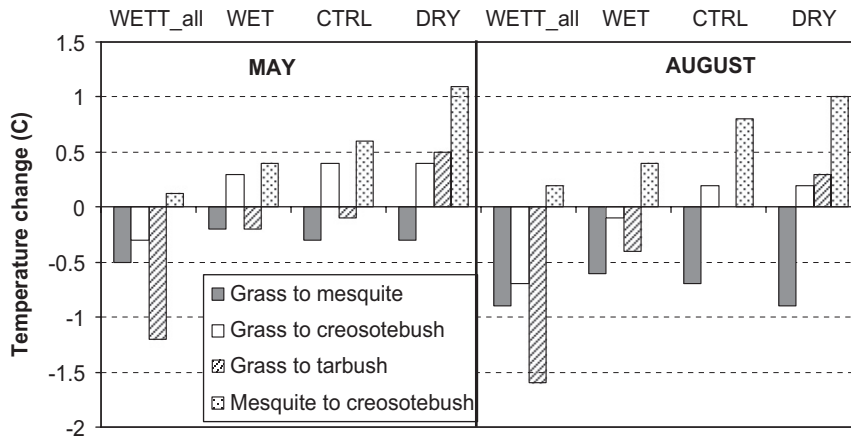 WETT_all WET CTRL DRY WETT_all WET CTRL DRY
MAY AUGUST
Temperature change (C)
1.5
1
0.5
0
-0.5
-1
-1.5
-2
Grass to mesquite
Grass to creosotebush
Grass to tarbush
Mesquite to creosotebush